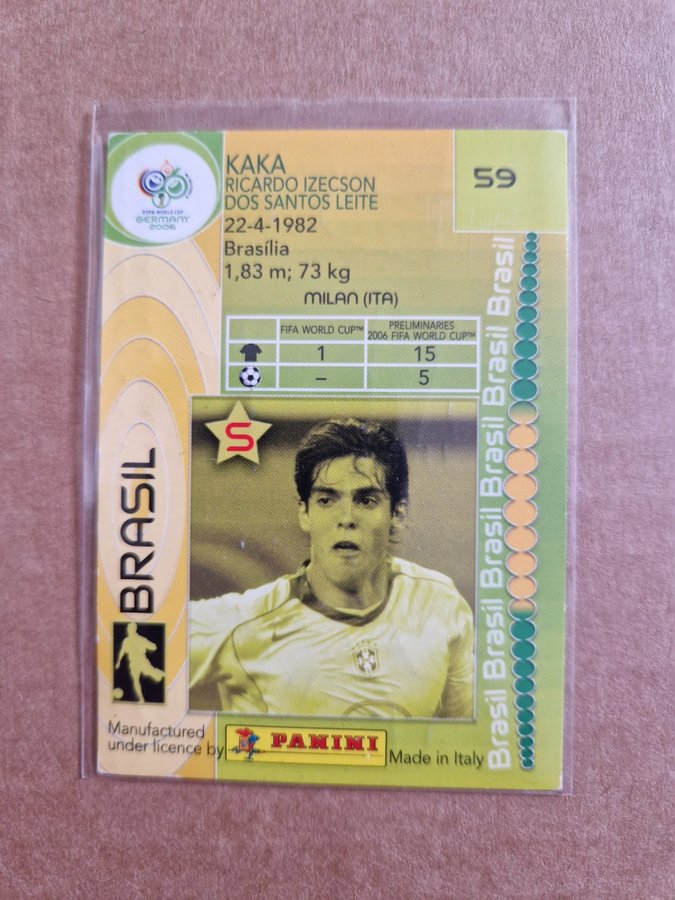 FIFA WORLD CUP
GERMANY
2006
KAKA
RICARDO IZECSON
DOS SANTOS LEITE
22-4-1982
Brasília
1,83 m; 73 kg
MILAN (ITA)
59
FIFA WORLD CUP™
PRELIMINARIES
2006 FIFA WORLD CUP™
1 15
– 5
S
BRASIL
Brasil Brasil Brasil Brasil Brasil Brasil
Manufactured
under licence by
PANINI
Made in Italy